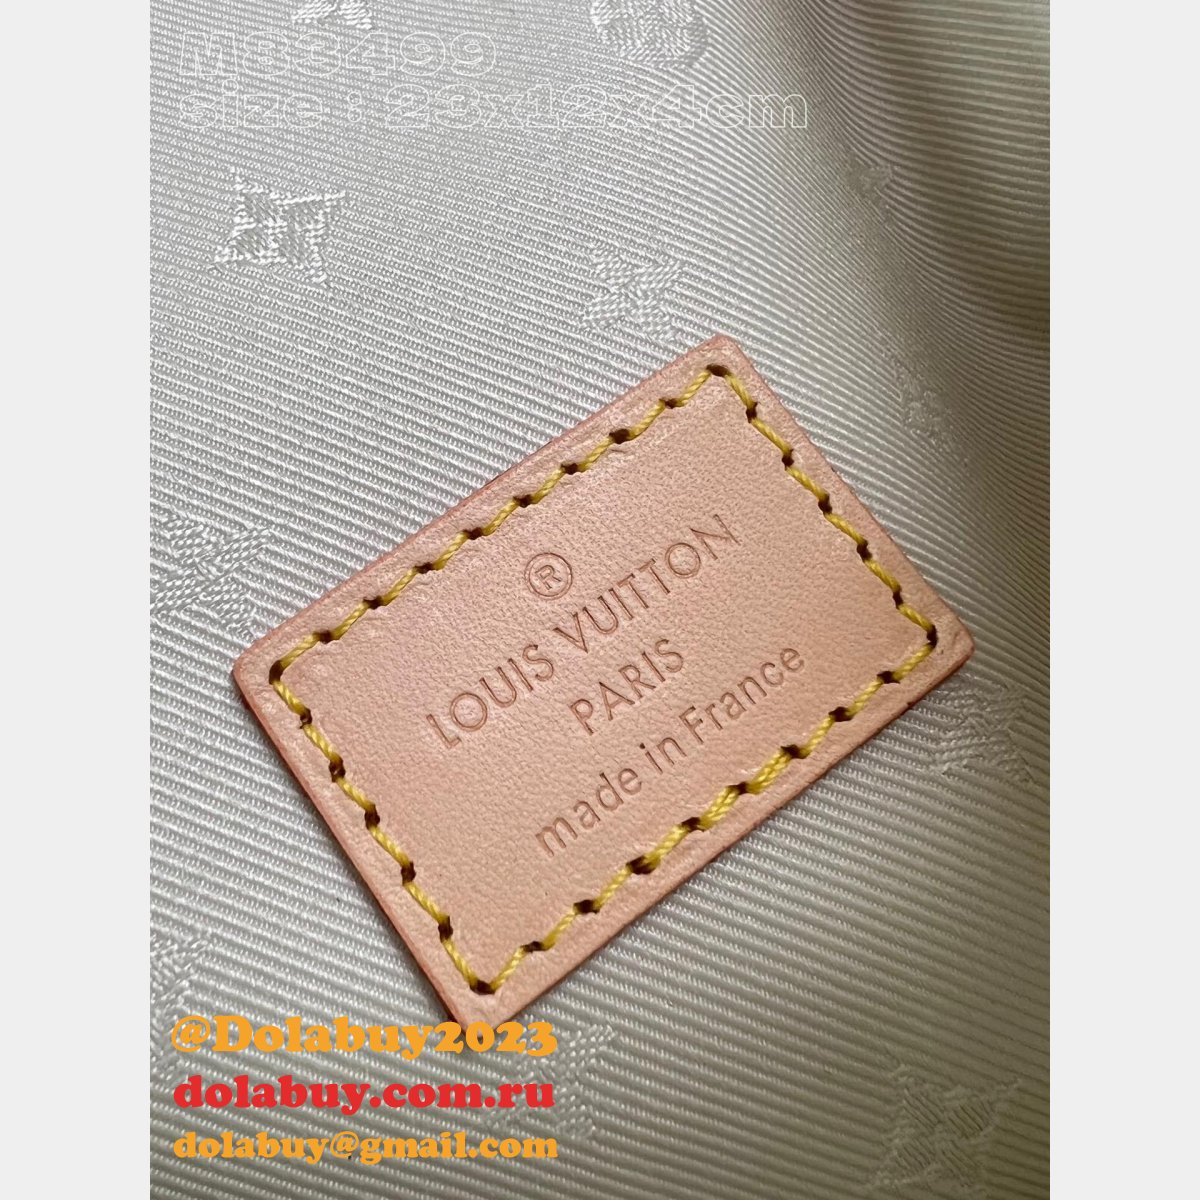 M83499
size : 23x12x4cm
®
LOUIS VUITTON
PARIS
made in France
@Dolabuy2023
dolabuy.com.ru
dolabuy@gmail.com